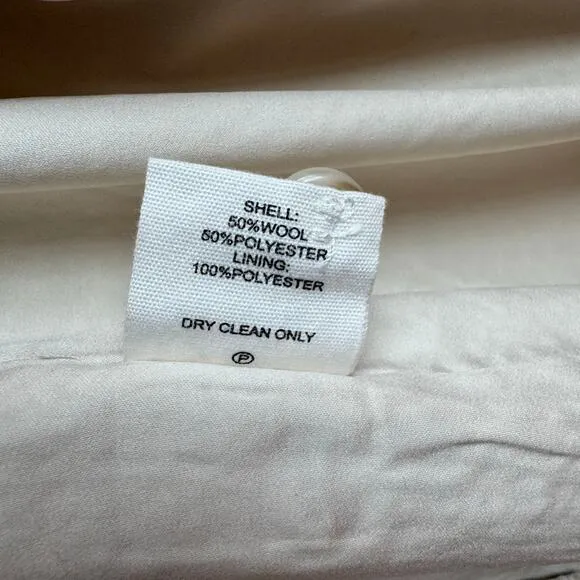 SHELL:
50%WOOL
50%POLYESTER
LINING:
100%POLYESTER
DRY CLEAN ONLY
P